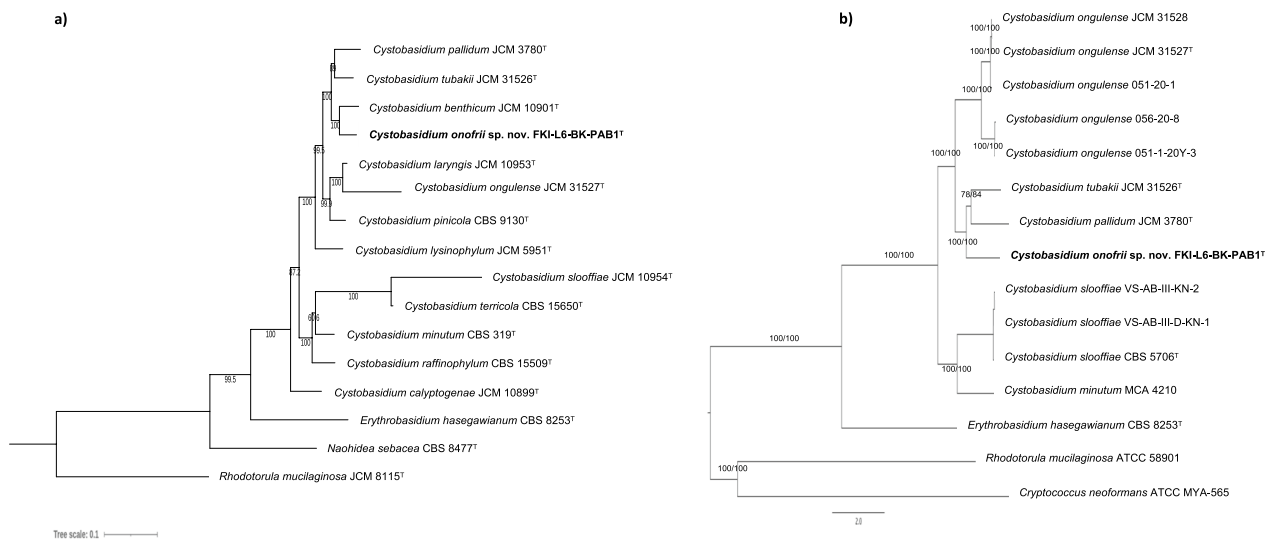 a)
Cystobasidium pallidum JCM 3780ᵀ
89
Cystobasidium tubakii JCM 31526ᵀ
100
Cystobasidium benthicum JCM 10901ᵀ
100
Cystobasidium onofrii sp. nov. FKI-L6-BK-PAB1ᵀ
99.5
Cystobasidium laryngis JCM 10953ᵀ
100
Cystobasidium ongulense JCM 31527ᵀ
99.9
100
Cystobasidium pinicola CBS 9130ᵀ
Cystobasidium lysinophylum JCM 5951ᵀ
87.2
Cystobasidium slooffiae JCM 10954ᵀ
100
Cystobasidium terricola CBS 15650ᵀ
Cystobasidium minutum CBS 319ᵀ
100
100
Cystobasidium raffinophylum CBS 15509ᵀ
99.5
Cystobasidium calyptogenae JCM 10899ᵀ
Erythrobasidium hasegawianum CBS 8253ᵀ
Naohidea sebacea CBS 8477ᵀ
Rhodotorula mucilaginosa JCM 8115ᵀ
Tree scale: 0.1
b)
Cystobasidium ongulense JCM 31528
100/100
Cystobasidium ongulense JCM 31527ᵀ
100/100
Cystobasidium ongulense 051-20-1
Cystobasidium ongulense 056-20-8
100/100
100/100
Cystobasidium ongulense 051-1-20Y-3
Cystobasidium tubakii JCM 31526ᵀ
78/84
Cystobasidium pallidum JCM 3780ᵀ
100/100
Cystobasidium onofrii sp. nov. FKI-L6-BK-PAB1ᵀ
100/100
Cystobasidium slooffiae VS-AB-III-KN-2
Cystobasidium slooffiae VS-AB-III-D-KN-1
100/100
Cystobasidium slooffiae CBS 5706ᵀ
100/100
Cystobasidium minutum MCA 4210
Erythrobasidium hasegawianum CBS 8253ᵀ
Rhodotorula mucilaginosa ATCC 58901
100/100
Cryptococcus neoformans ATCC MYA-565
2.0